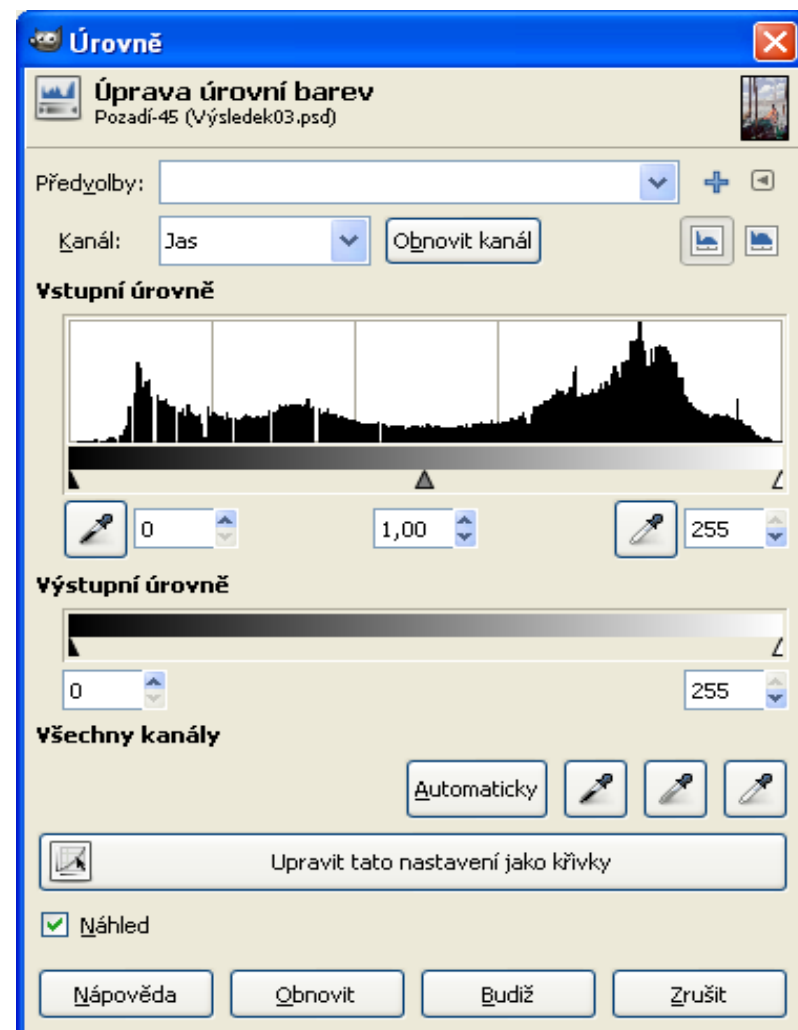 Úrovně
Úprava úrovní barev
Pozadí-45 (Výsledek03.psd)
Předvolby:
Kanál: Jas Obnovit kanál
Vstupní úrovně
0 1,00 255
Výstupní úrovně
0 255
Všechny kanály
Automaticky
Upravit tato nastavení jako křivky
Náhled
Nápověda Obnovit Budiž Zrušit